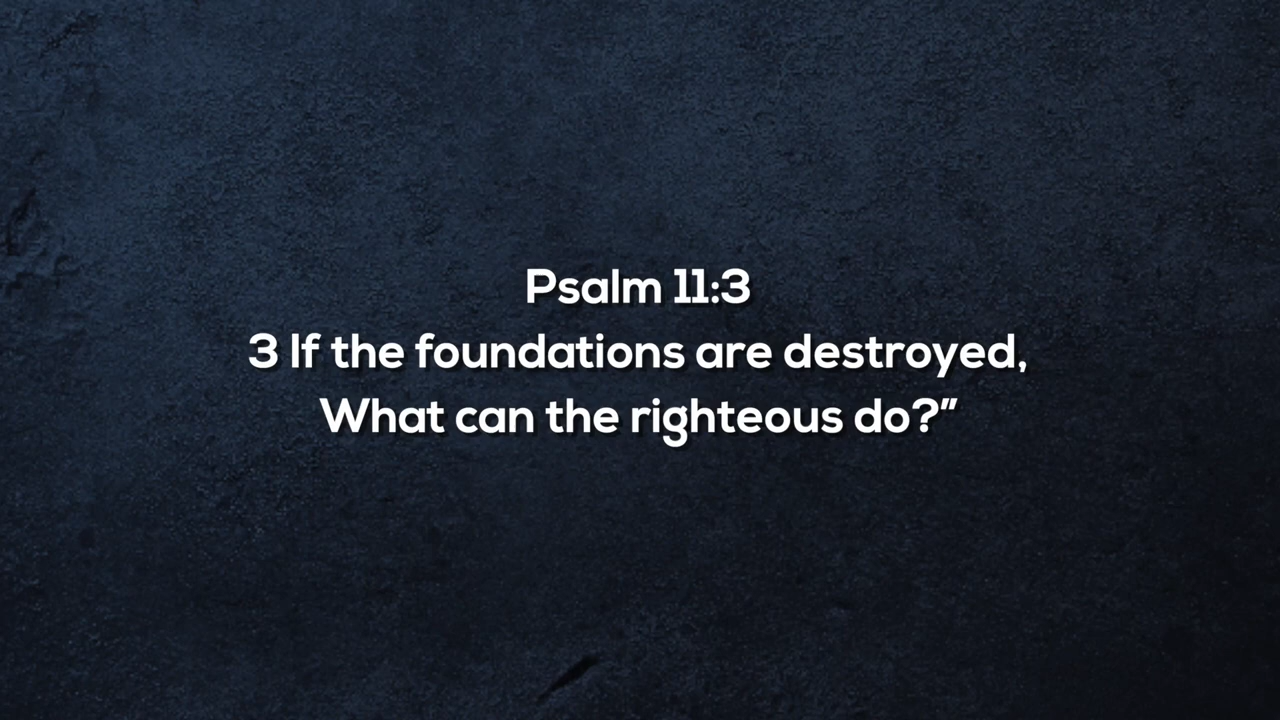 Psalm 11:3
3 If the foundations are destroyed,
What can the righteous do?”